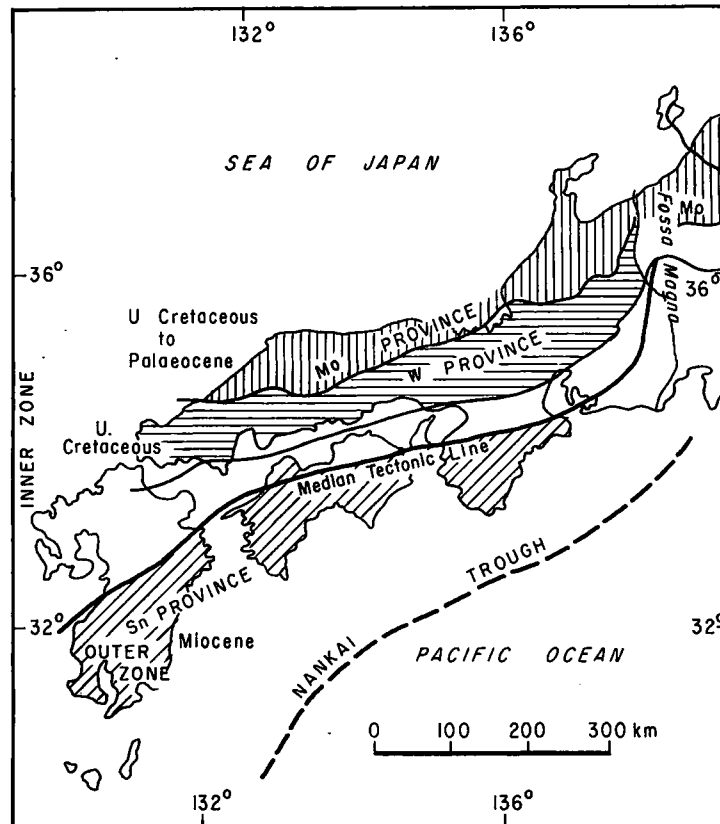 132°
136°
SEA OF JAPAN
Mo
Fossa
Magna
36°
36°
U Cretaceous
to
Palaeocene
Mo PROVINCE
W PROVINCE
U.
Cretaceous
INNER ZONE
Median Tectonic Line
Sn PROVINCE
Miocene
OUTER
ZONE
32°
32°
NANKAI TROUGH
PACIFIC OCEAN
0 100 200 300 km
132°
136°